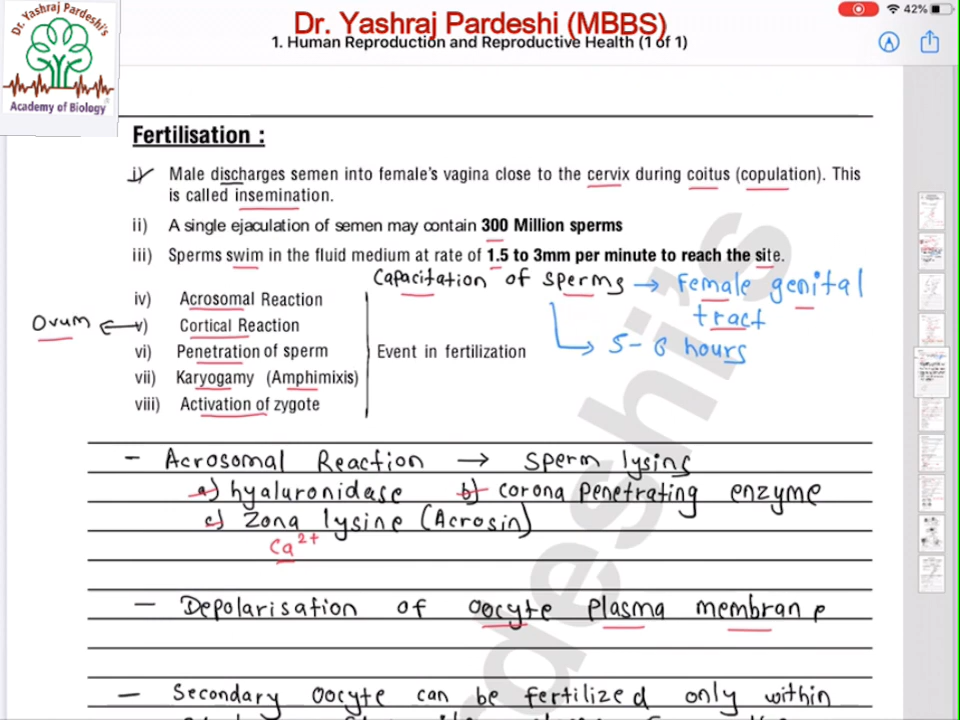 Dr. Yashraj Pardeshi's
Academy of Biology
Dr. Yashraj Pardeshi (MBBS)
1. Human Reproduction and Reproductive Health (1 of 1)
42%
Fertilisation :
i) Male discharges semen into female's vagina close to the cervix during coitus (copulation). This
is called insemination.
ii) A single ejaculation of semen may contain 300 Million sperms
iii) Sperms swim in the fluid medium at rate of 1.5 to 3mm per minute to reach the site.
Capacitation of sperms → Female genital
tract
→ 5-6 hours
iv) Acrosomal Reaction
Ovum ← v) Cortical Reaction
vi) Penetration of sperm
vii) Karyogamy (Amphimixis)
viii) Activation of zygote
Event in fertilization
- Acrosomal Reaction → sperm lysins
a) hyaluronidase b) corona penetrating enzyme
c) Zona lysine (Acrosin)
Ca2+
- Depolarisation of oocyte plasma membrane
- Secondary oocyte can be fertilized only within
deshi's